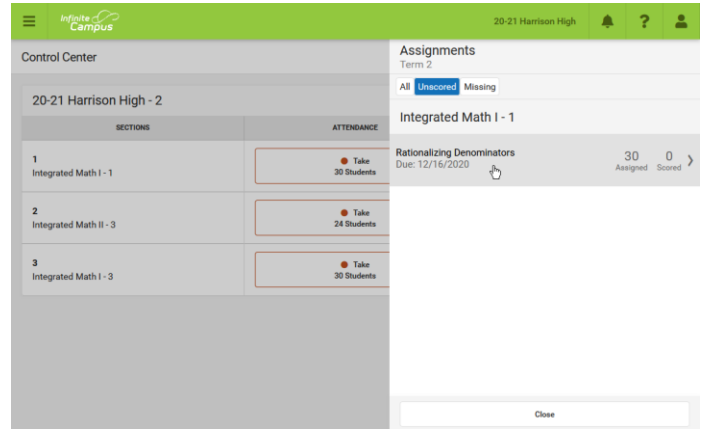 Infinite
Campus
20-21 Harrison High
?
Control Center
20-21 Harrison High - 2
SECTIONS
ATTENDANCE
1
Integrated Math I - 1
Take
30 Students
2
Integrated Math II - 3
Take
24 Students
3
Integrated Math I - 3
Take
30 Students
Assignments
Term 2
All Unscored Missing
Integrated Math I - 1
Rationalizing Denominators
Due: 12/16/2020
30 0
Assigned Scored
Close